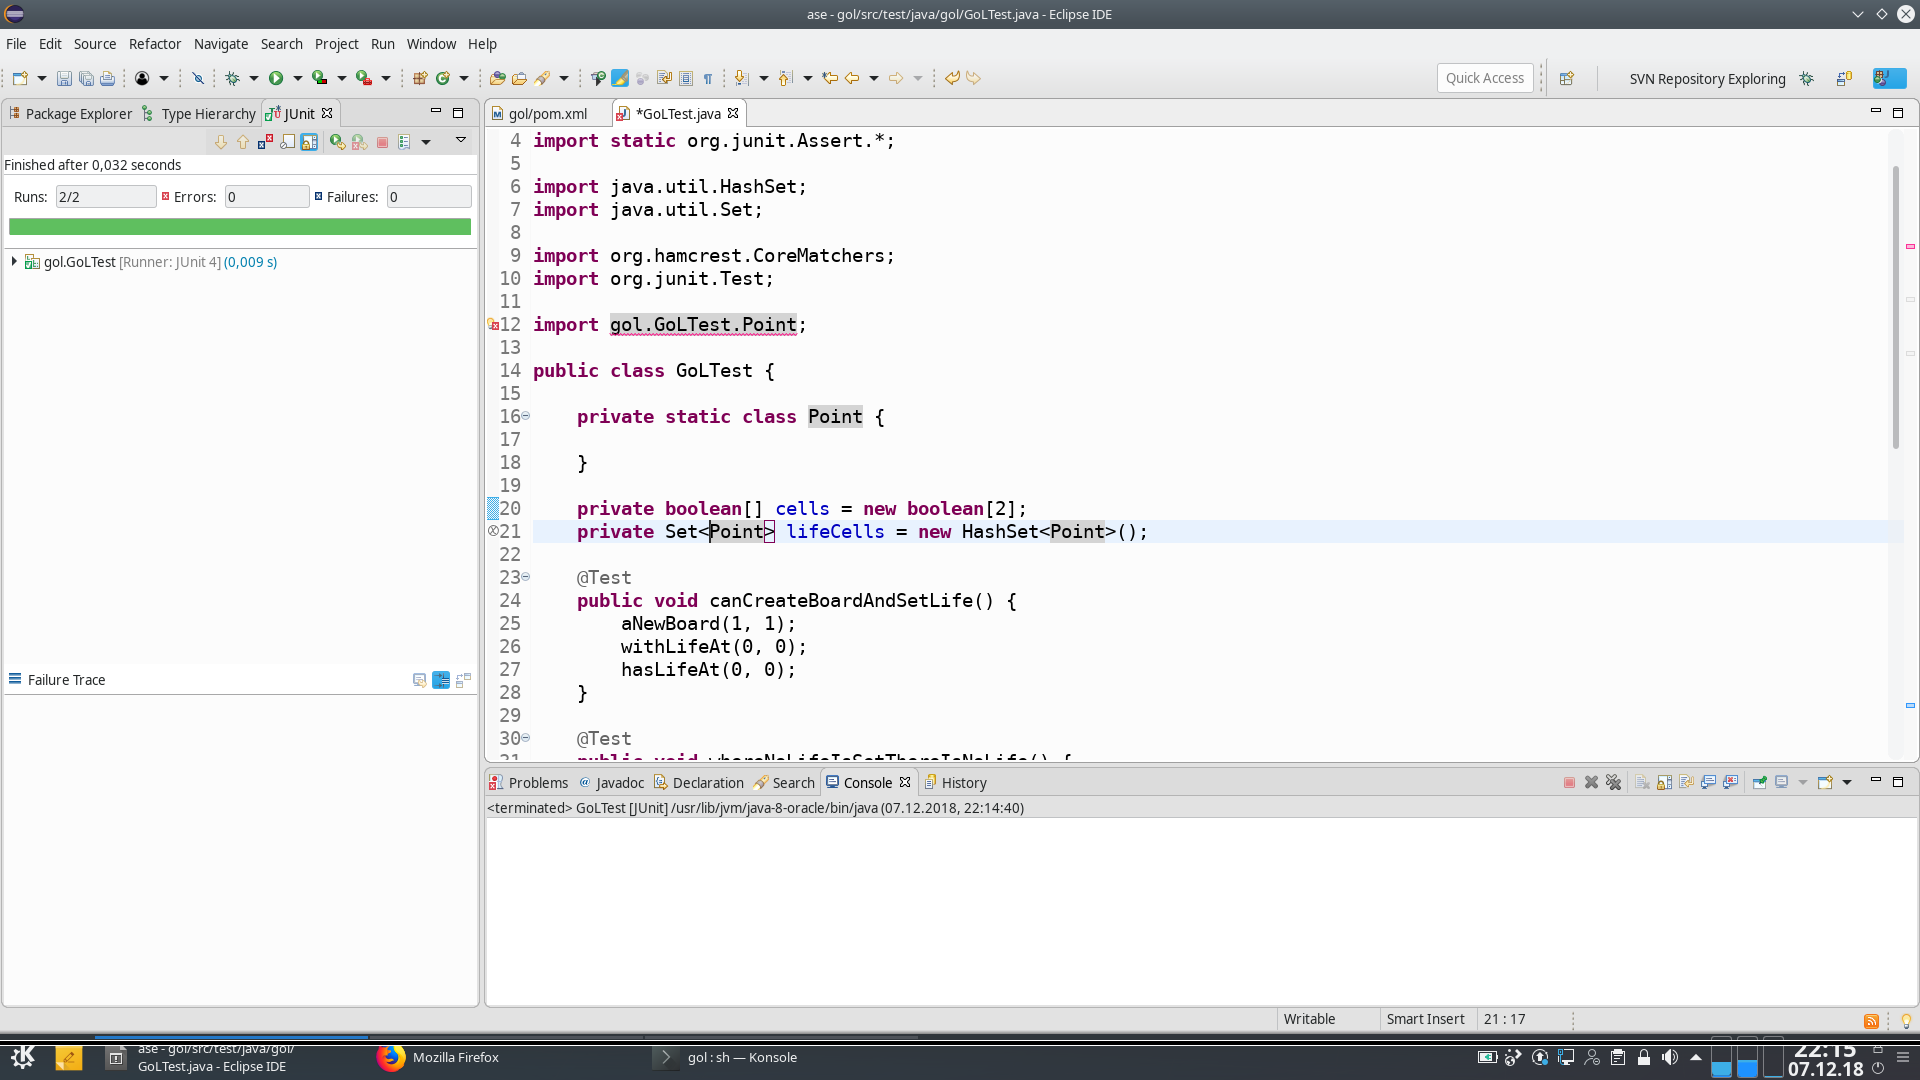 ase - gol/src/test/java/gol/GoLTest.java - Eclipse IDE
File Edit Source Refactor Navigate Search Project Run Window Help
Quick Access
SVN Repository Exploring
Package Explorer Type Hierarchy JUnit
Finished after 0,032 seconds
Runs: 2/2 Errors: 0 Failures: 0
gol.GoLTest [Runner: JUnit 4] (0,009 s)
Failure Trace
gol/pom.xml *GoLTest.java
4 import static org.junit.Assert.*;
5
6 import java.util.HashSet;
7 import java.util.Set;
8
9 import org.hamcrest.CoreMatchers;
10 import org.junit.Test;
11
12 import gol.GoLTest.Point;
13
14 public class GoLTest {
15
16 private static class Point {
17
18 }
19
20 private boolean[] cells = new boolean[2];
21 private Set<Point> lifeCells = new HashSet<Point>();
22
23 @Test
24 public void canCreateBoardAndSetLife() {
25 aNewBoard(1, 1);
26 withLifeAt(0, 0);
27 hasLifeAt(0, 0);
28 }
29
30 @Test
31 public void whereNoLifeIsSetThereIsNoLife() {
Problems Javadoc Declaration Search Console History
<terminated> GoLTest [JUnit] /usr/lib/jvm/java-8-oracle/bin/java (07.12.2018, 22:14:40)
Writable Smart Insert 21 : 17
ase - gol/src/test/java/gol/
GoLTest.java - Eclipse IDE
Mozilla Firefox
gol : sh — Konsole
22:15
07.12.18